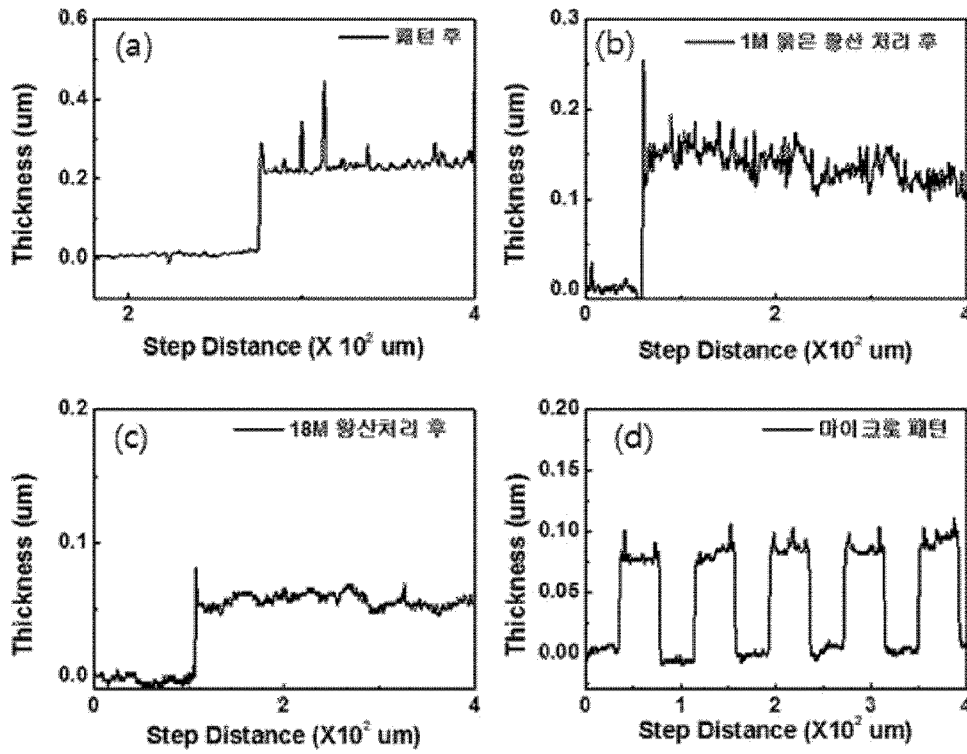 (a)
패턴 후
Thickness (um)
0.6
0.4
0.2
0.0
2
4
Step Distance (X 10² um)
(b)
1M 묽은 황산 처리 후
Thickness (um)
0.3
0.2
0.1
0.0
0
2
4
Step Distance (X10² um)
(c)
18M 황산처리 후
Thickness (um)
0.2
0.1
0.0
0
2
4
Step Distance (X10² um)
(d)
마이크로 패턴
Thickness (um)
0.20
0.15
0.10
0.05
0.00
0
1
2
3
4
Step Distance (X10² um)